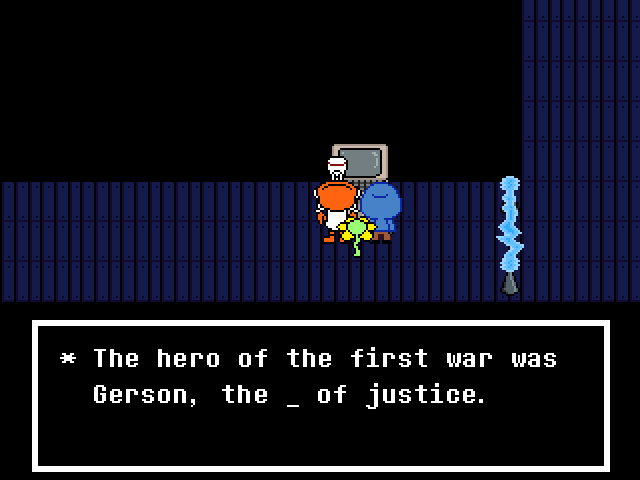 * The hero of the first war was
Gerson, the _ of justice.